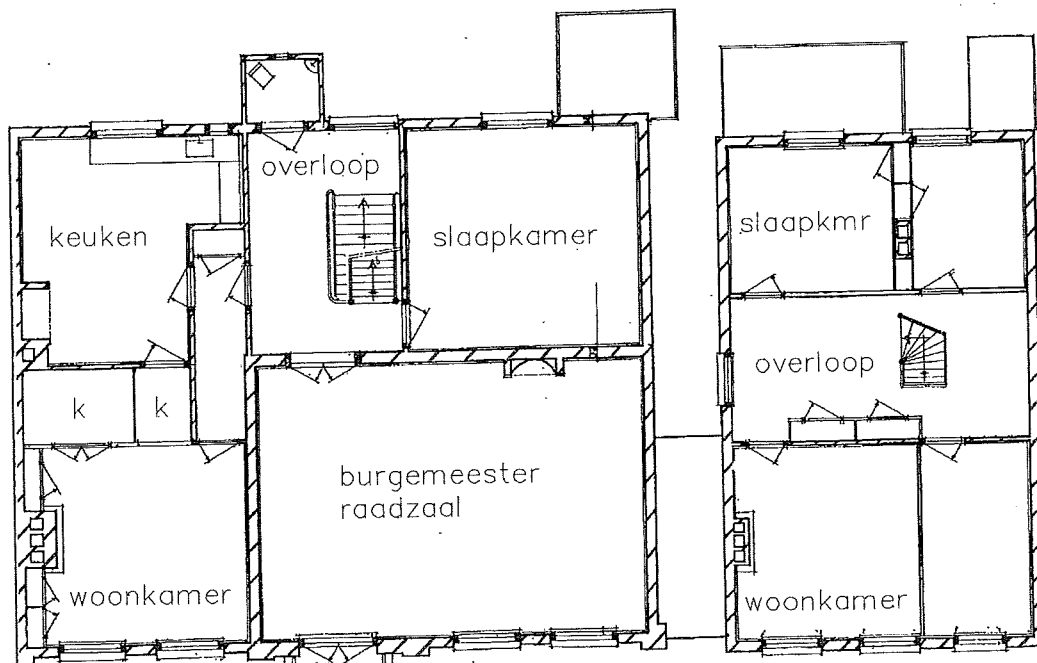 overloop
keuken
slaapkamer
k
k
burgemeester
raadzaal
woonkamer
slaapkmr
overloop
woonkamer